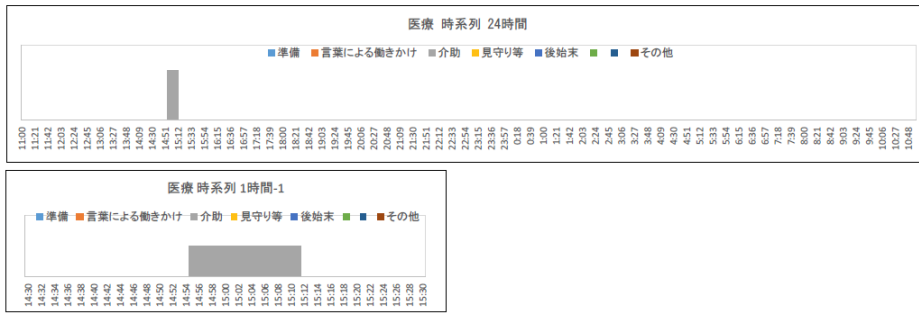 医療 時系列 24時間
準備 言葉による働きかけ 介助 見守り等 後始末 その他
11:00 11:21 11:42 12:03 12:24 12:45 13:06 13:27 13:48 14:09 14:30 14:51 15:12 15:33 15:54 16:15 16:36 16:57 17:18 17:39 18:00 18:21 18:42 19:03 19:24 19:45 20:06 20:27 20:48 21:09 21:30 21:51 22:12 22:33 22:54 23:15 23:36 23:57 0:18 0:39 1:00 1:21 1:42 2:03 2:24 2:45 3:06 3:27 3:48 4:09 4:30 4:51 5:12 5:33 5:54 6:15 6:36 6:57 7:18 7:39 8:00 8:21 8:42 9:03 9:24 9:45 10:06 10:27 10:48
医療 時系列 1時間-1
準備 言葉による働きかけ 介助 見守り等 後始末 その他
14:30 14:32 14:34 14:36 14:38 14:40 14:42 14:44 14:46 14:48 14:50 14:52 14:54 14:56 14:58 15:00 15:02 15:04 15:06 15:08 15:10 15:12 15:14 15:16 15:18 15:20 15:22 15:24 15:26 15:28 15:30